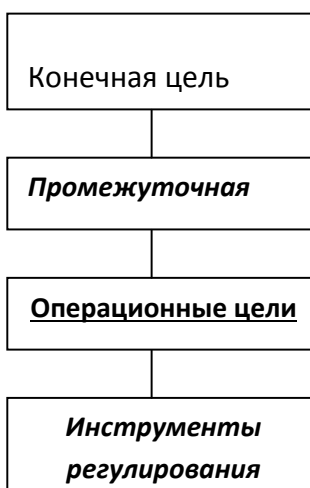 Конечная цель
Промежуточная
Операционные цели
Инструменты
регулирования